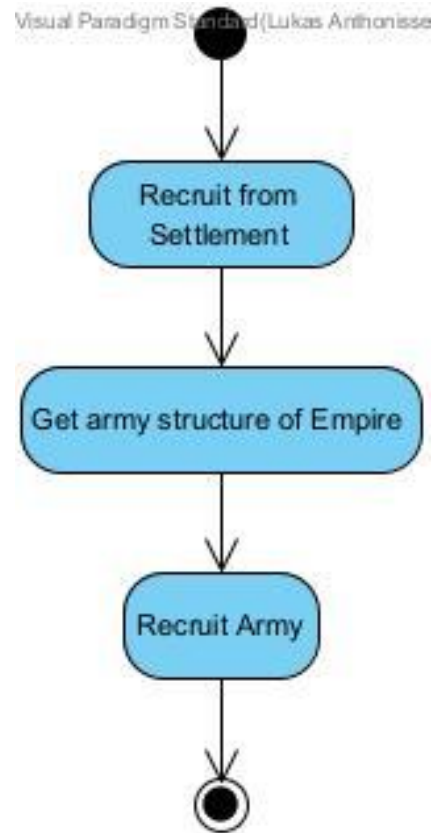 Visual Paradigm Standard(Lukas Anthonisse
Recruit from
Settlement
Get army structure of Empire
Recruit Army